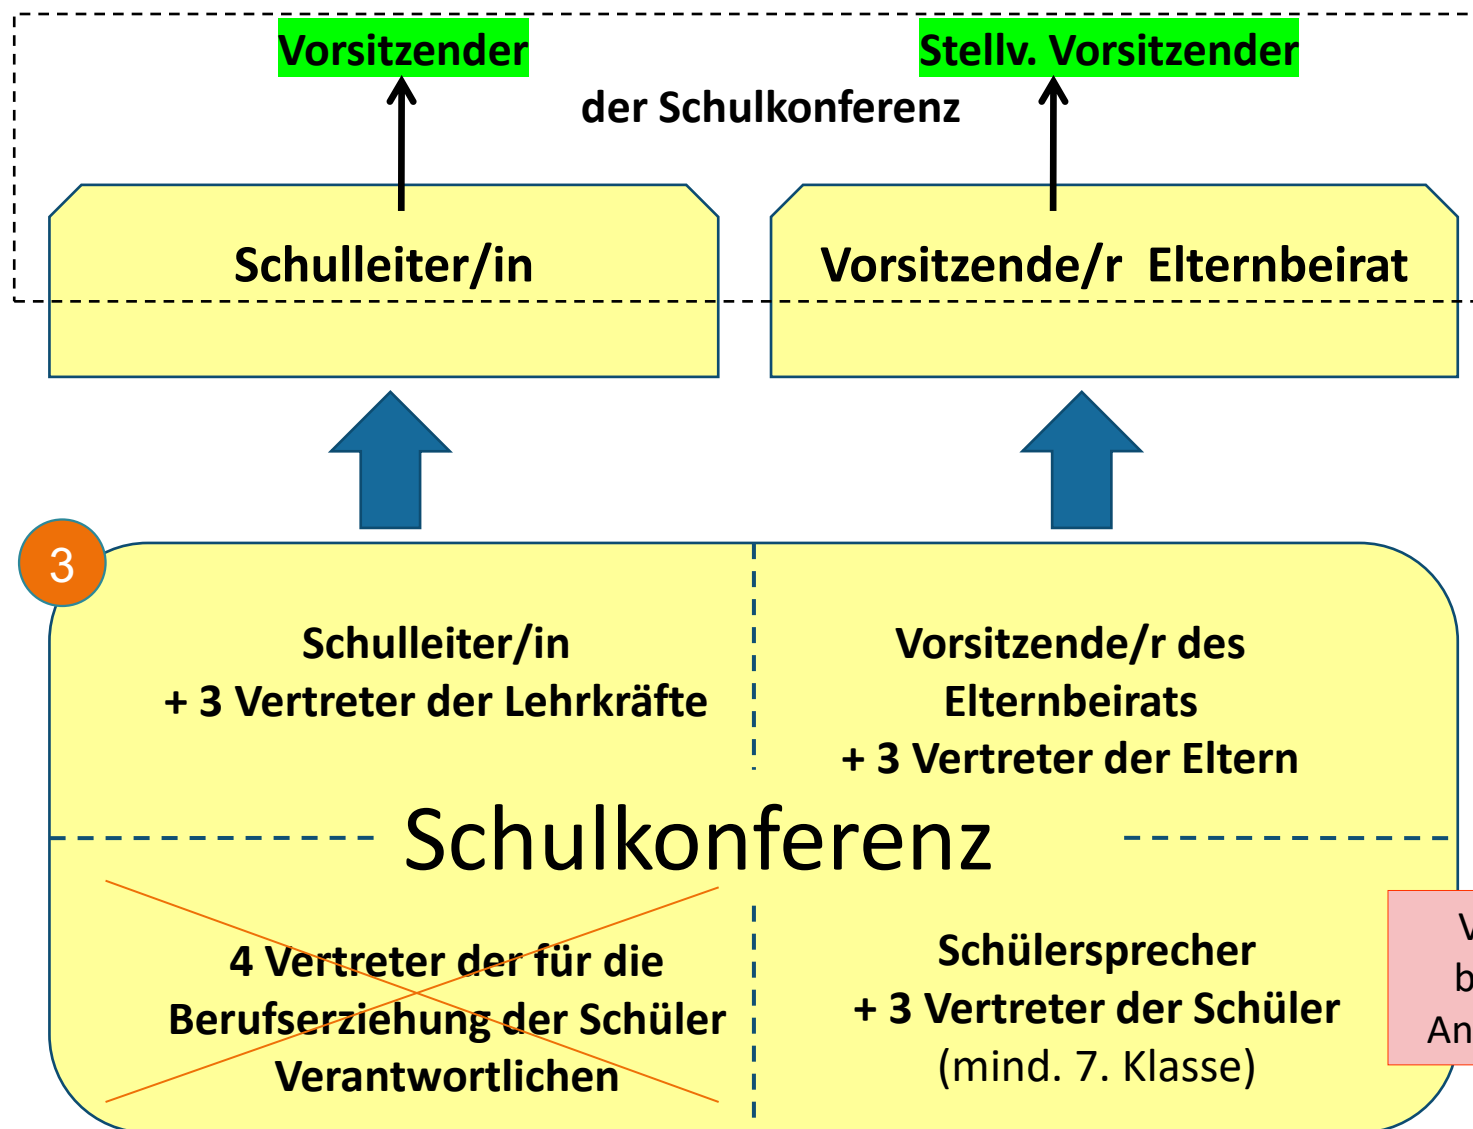 Vorsitzender
Stellv. Vorsitzender
der Schulkonferenz
Schulleiter/in
Vorsitzende/r Elternbeirat
3
Schulleiter/in
+ 3 Vertreter der Lehrkräfte
Vorsitzende/r des
Elternbeirats
+ 3 Vertreter der Eltern
Schulkonferenz
4 Vertreter der für die
Berufserziehung der Schüler
Verantwortlichen
Schülersprecher
+ 3 Vertreter der Schüler
(mind. 7. Klasse)